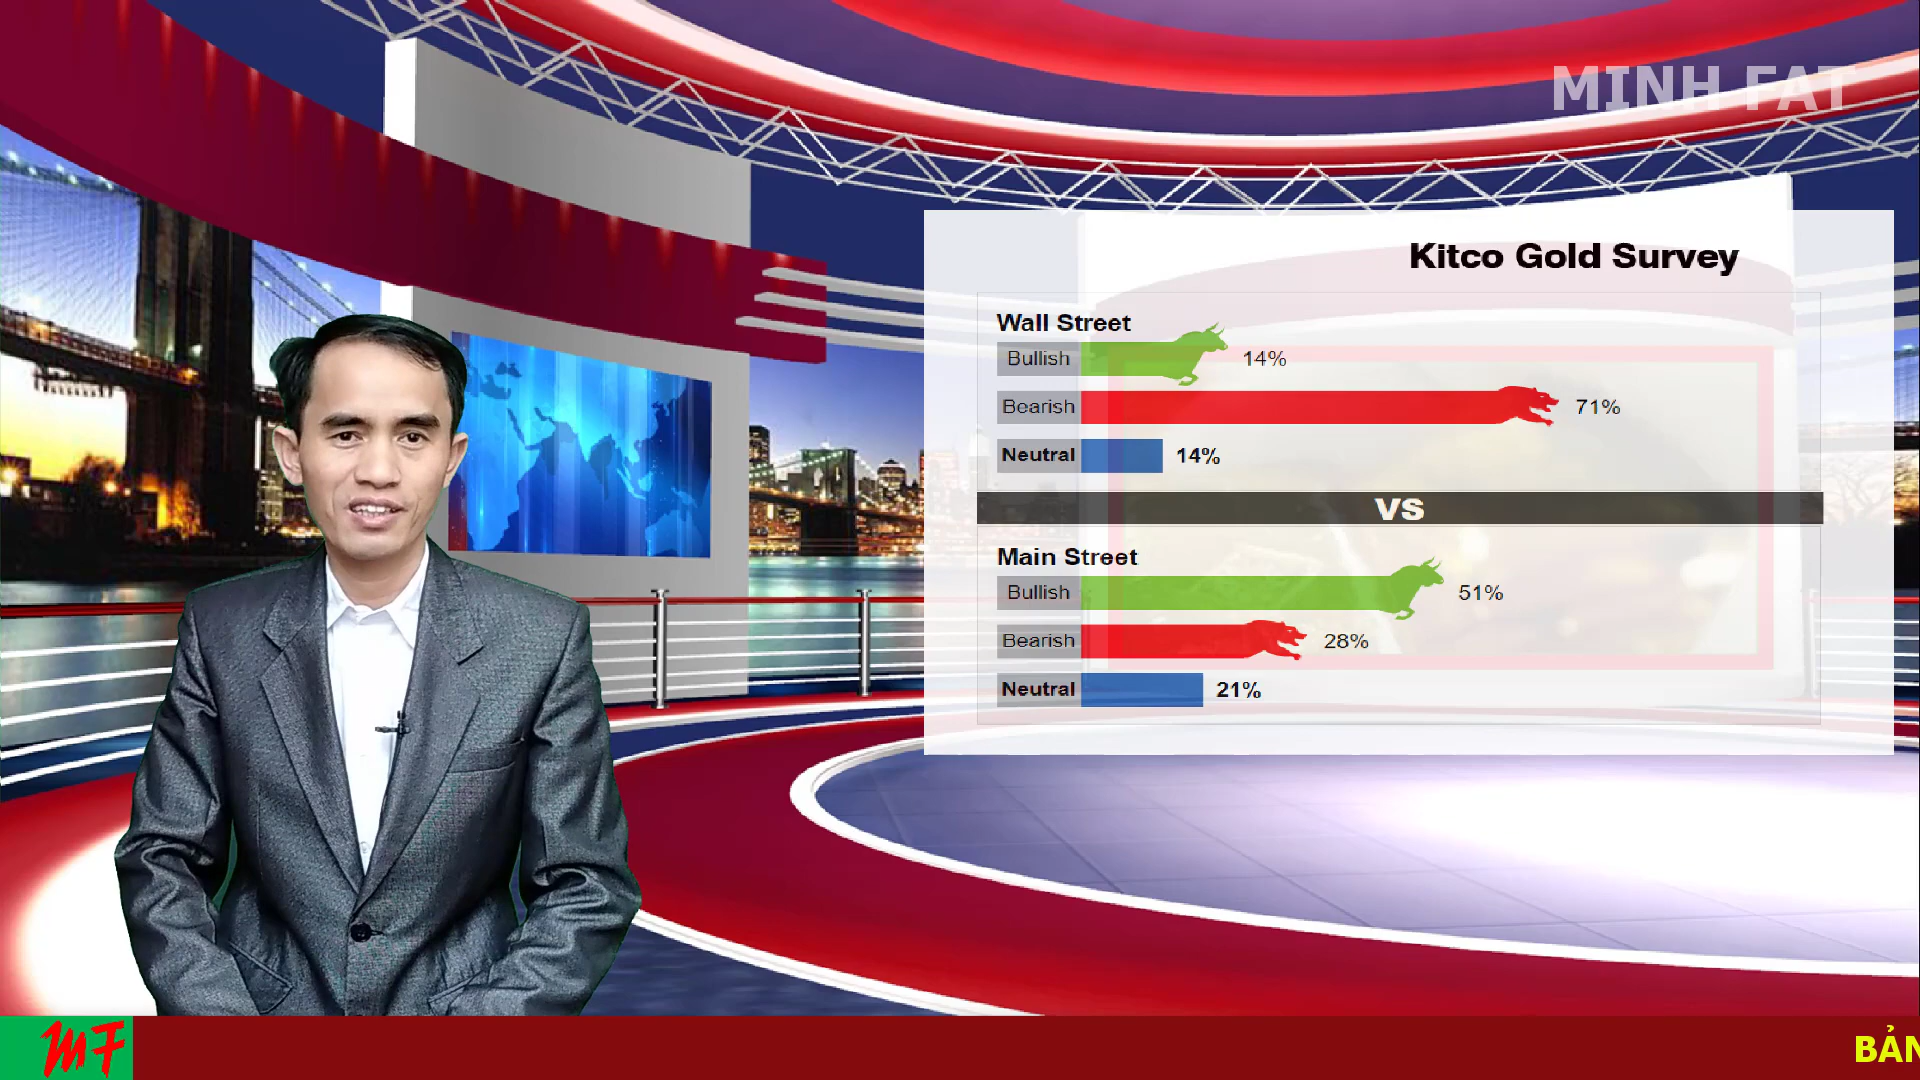 MINH FAT
Kitco Gold Survey
Wall Street
Bullish 14%
Bearish 71%
Neutral 14%
VS
Main Street
Bullish 51%
Bearish 28%
Neutral 21%
MF
BẢN